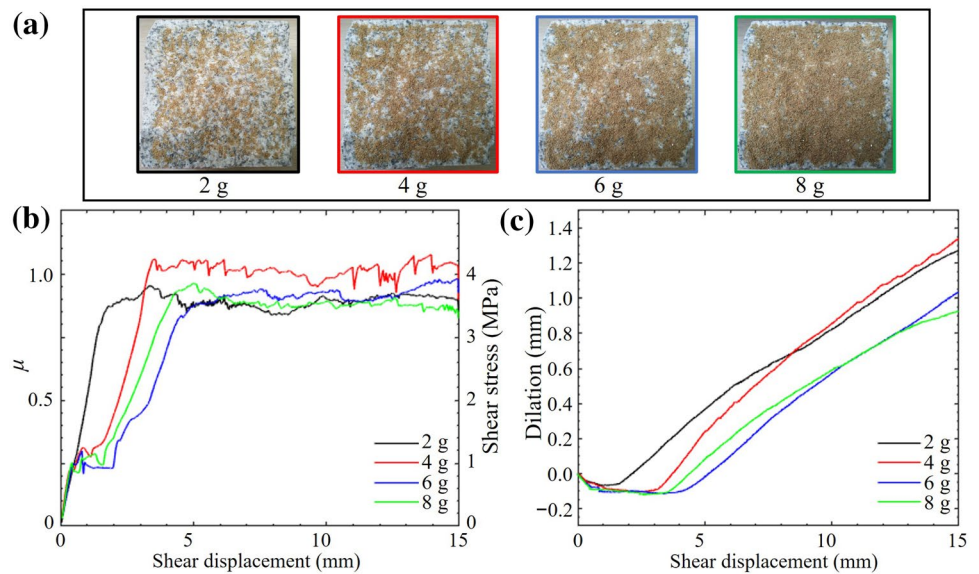 (a)
2 g
4 g
6 g
8 g
(b)
μ
1.0
0.5
0
0
5
10
15
Shear displacement (mm)
4
3
2
1
0
Shear stress (MPa)
2 g
4 g
6 g
8 g
(c)
Dilation (mm)
1.4
1.2
1.0
0.8
0.6
0.4
0.2
0.0
−0.2
0
5
10
15
Shear displacement (mm)
2 g
4 g
6 g
8 g